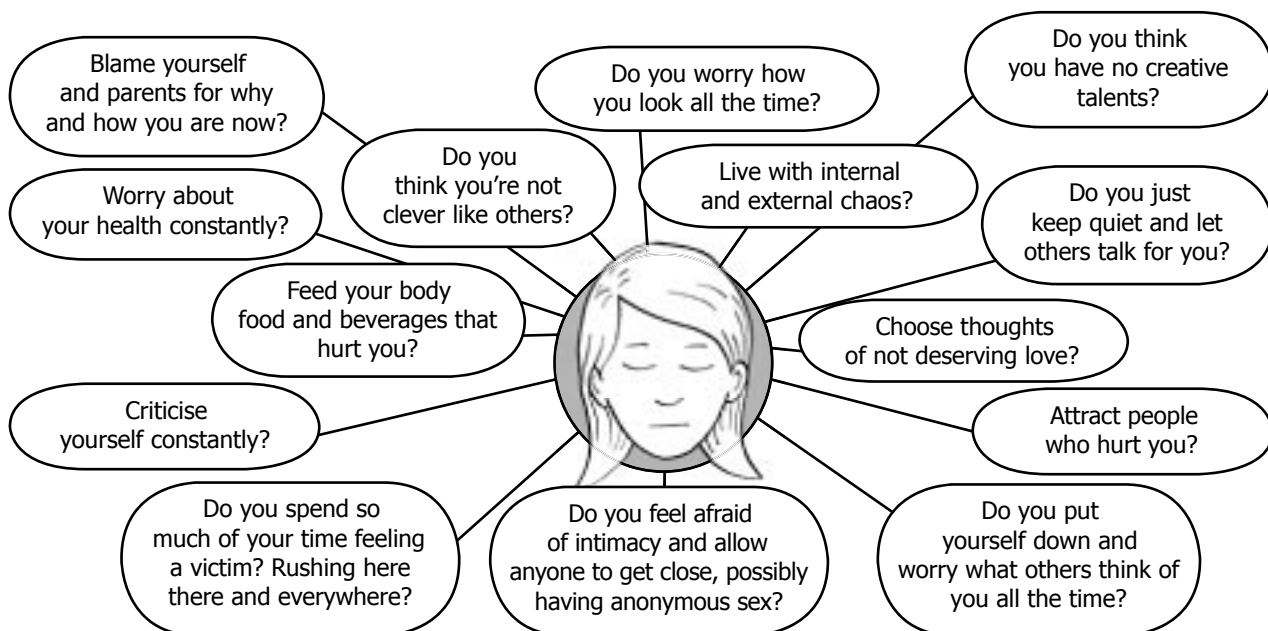 Blame yourself
and parents for why
and how you are now?
Do you worry how
you look all the time?
Do you think
you have no creative
talents?
Do you
think you’re not
clever like others?
Live with internal
and external chaos?
Worry about
your health constantly?
Do you just
keep quiet and let
others talk for you?
Feed your body
food and beverages that
hurt you?
Choose thoughts
of not deserving love?
Criticise
yourself constantly?
Attract people
who hurt you?
Do you spend so
much of your time feeling
a victim? Rushing here
there and everywhere?
Do you feel afraid
of intimacy and allow
anyone to get close, possibly
having anonymous sex?
Do you put
yourself down and
worry what others think of
you all the time?